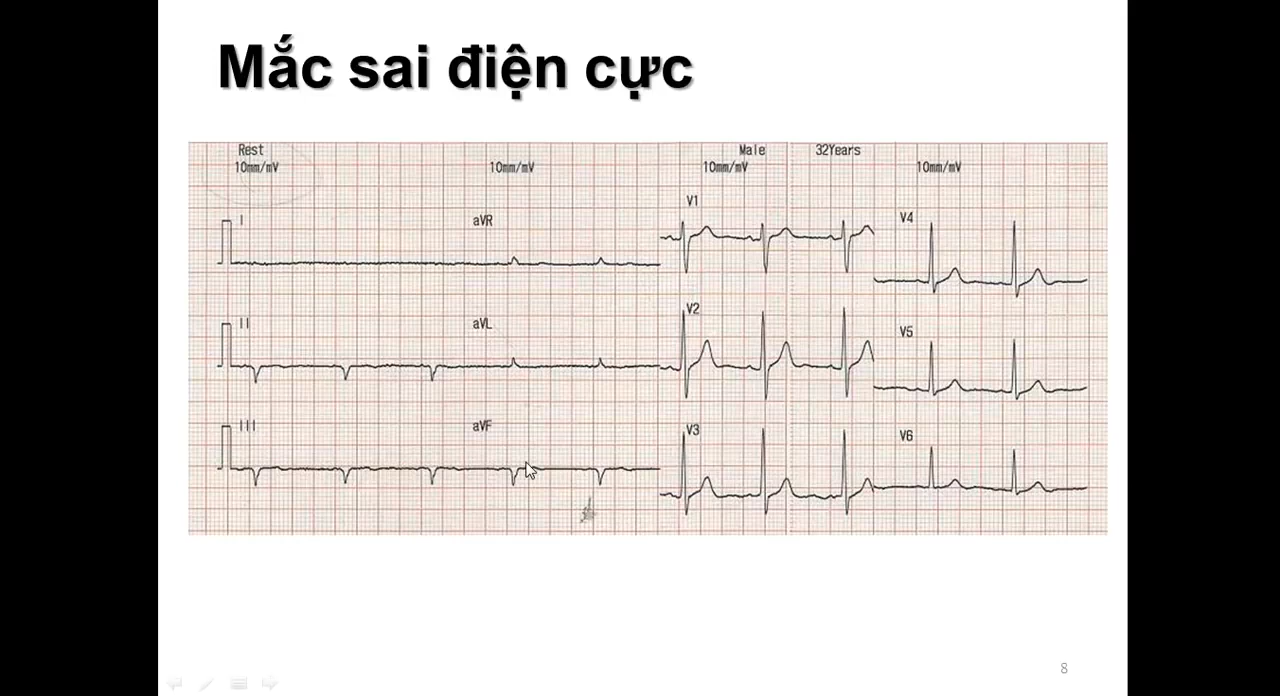 Mắc sai điện cực
Rest Male 32Years
10mm/mV 10mm/mV 10mm/mV 10mm/mV
I aVR V1 V4
II aVL V2 V5
III aVF V3 V6
8